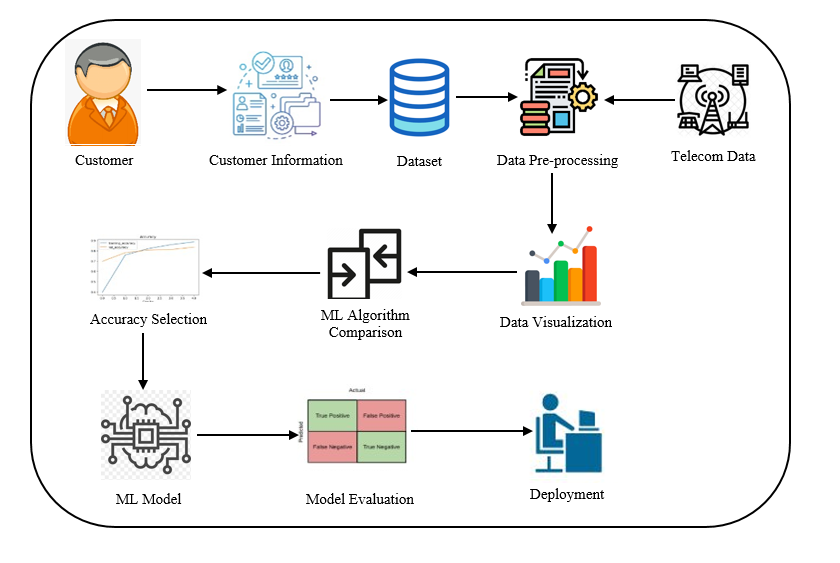 Customer
Customer Information
Dataset
Data Pre-processing
Telecom Data
Accuracy Selection
ML Algorithm
Comparison
Data Visualization
Actual
Predicted
True Positive
False Positive
False Negative
True Negative
ML Model
Model Evaluation
Deployment